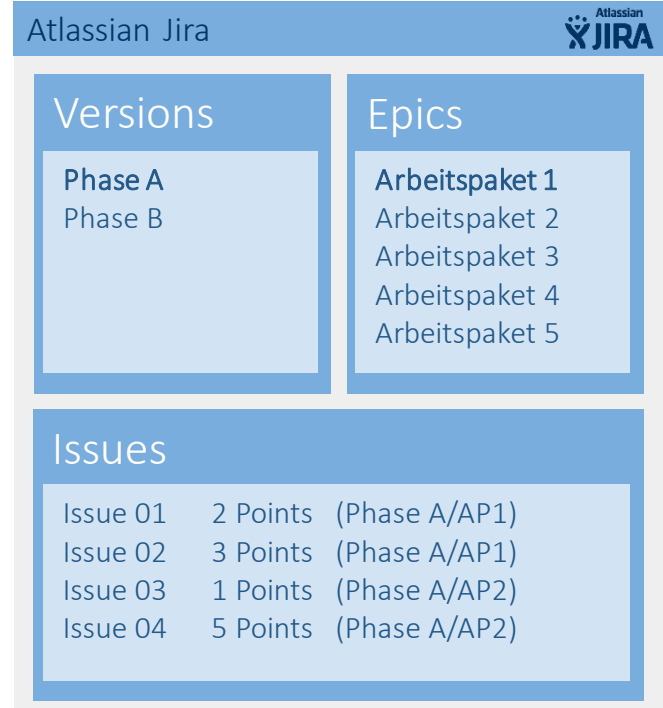 Atlassian Jira
Atlassian
JIRA
Versions
Phase A
Phase B
Epics
Arbeitspaket 1
Arbeitspaket 2
Arbeitspaket 3
Arbeitspaket 4
Arbeitspaket 5
Issues
Issue 01 2 Points (Phase A/AP1)
Issue 02 3 Points (Phase A/AP1)
Issue 03 1 Points (Phase A/AP2)
Issue 04 5 Points (Phase A/AP2)